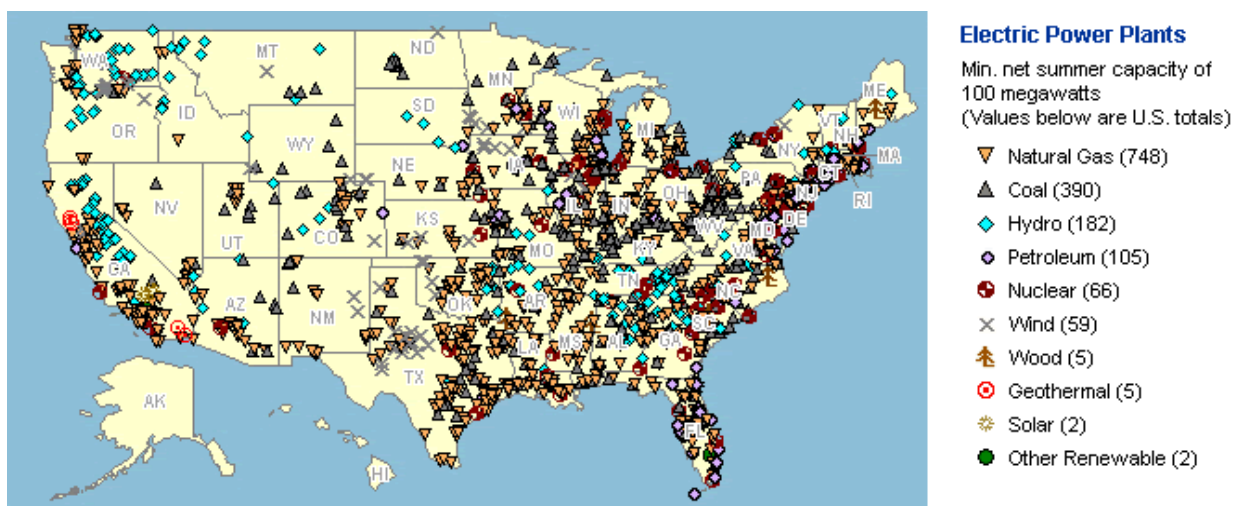 Electric Power Plants
Min. net summer capacity of
100 megawatts
(Values below are U.S. totals)
Natural Gas (748)
Coal (390)
Hydro (182)
Petroleum (105)
Nuclear (66)
Wind (59)
Wood (5)
Geothermal (5)
Solar (2)
Other Renewable (2)
WA
MT
ND
MN
ME
OR
ID
SD
WI
MI
VT
NH
NY
MA
WY
IA
CT
RI
NE
PA
NJ
NV
UT
CO
KS
IL
IN
OH
WV
MD
DE
CA
MO
KY
VA
AZ
NM
OK
AR
TN
NC
SC
TX
LA
MS
AL
GA
FL
AK
HI